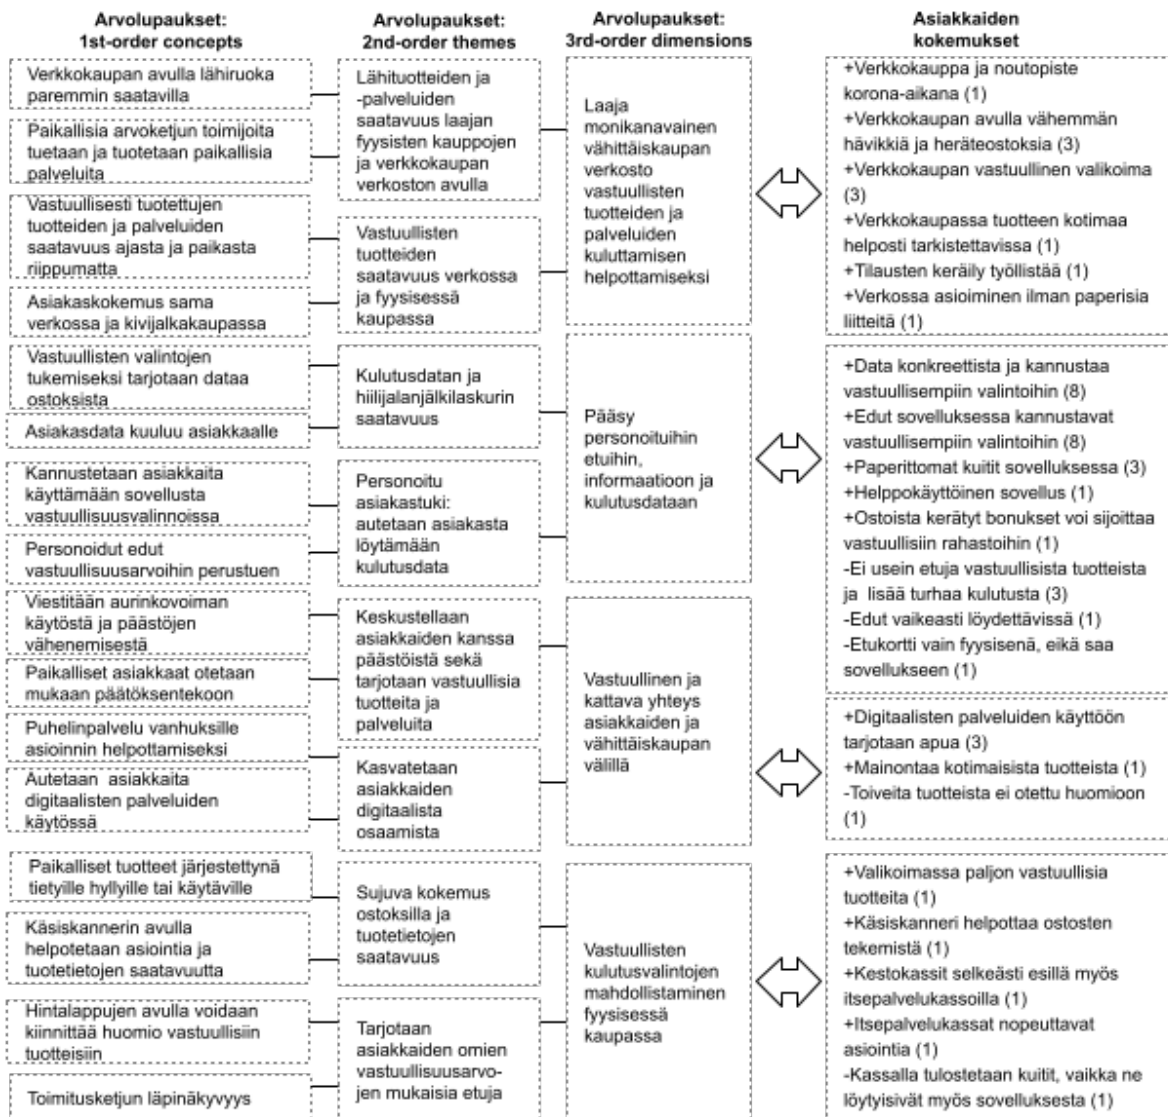 Arvolupaukset:
1st-order concepts
Arvolupaukset:
2nd-order themes
Arvolupaukset:
3rd-order dimensions
Asiakkaiden
kokemukset
Verkkokaupan avulla lähiruoka
paremmin saatavilla
Paikallisia arvoketjun toimijoita
tuetaan ja tuotetaan paikallisia
palveluita
Vastuullisesti tuotettujen
tuotteiden ja palveluiden
saatavuus ajasta ja paikasta
riippumatta
Asiakaskokemus sama
verkossa ja kivijalkakaupassa
Vastuullisten valintojen
tukemiseksi tarjotaan dataa
ostoksista
Asiakasdata kuuluu asiakkaalle
Kannustetaan asiakkaita
käyttämään sovellusta
vastuullisuusvalinnoissa
Personoidut edut
vastuullisuusarvoihin perustuen
Viestitään aurinkovoiman
käytöstä ja päästöjen
vähenemisestä
Paikalliset asiakkaat otetaan
mukaan päätöksentekoon
Puhelinpalvelu vanhuksille
asioinnin helpottamiseksi
Autetaan asiakkaita
digitaalisten palveluiden
käytössä
Paikalliset tuotteet järjestettynä
tietyille hyllyille tai käytäville
Käsiskannerin avulla
helpotetaan asiointia ja
tuotetietojen saatavuutta
Hintalappujen avulla voidaan
kiinnittää huomio vastuullisiin
tuotteisiin
Toimitusketjun läpinäkyvyys
Lähituotteiden ja
-palveluiden
saatavuus laajan
fyysisten kauppojen
ja verkkokaupan
verkoston avulla
Vastuullisten
tuotteiden
saatavuus verkossa
ja fyysisessä
kaupassa
Kulutusdatan ja
hiilijalanjälkilaskurin
saatavuus
Personoitu
asiakastuki:
autetaan asiakasta
löytämään
kulutusdata
Keskustellaan
asiakkaiden kanssa
päästöistä sekä
tarjotaan vastuullisia
tuotteita ja
palveluita
Kasvatetaan
asiakkaiden
digitaalista
osaamista
Sujuva kokemus
ostoksilla ja
tuotetietojen
saatavuus
Tarjotaan
asiakkaiden omien
vastuullisuusarvo-
jen mukaisia etuja
Laaja
monikanavainen
vähittäiskaupan
verkosto
vastuullisten
tuotteiden ja
palveluiden
kuluttamisen
helpottamiseksi
Pääsy
personoituihin
etuihin,
informaatioon ja
kulutusdataan
Vastuullinen ja
kattava yhteys
asiakkaiden ja
vähittäiskaupan
välillä
Vastuullisten
kulutusvalintojen
mahdollistaminen
fyysisessä
kaupassa
+Verkkokauppa ja noutopiste
korona-aikana (1)
+Verkkokaupan avulla vähemmän
hävikkiä ja heräteostoksia (3)
+Verkkokaupan vastuullinen valikoima
(3)
+Verkkokaupassa tuotteen kotimaa
helposti tarkistettavissa (1)
+Tilausten keräily työllistää (1)
+Verkossa asioiminen ilman paperisia
liitteitä (1)
+Data konkreettista ja kannustaa
vastuullisempiin valintoihin (8)
+Edut sovelluksessa kannustavat
vastuullisempiin valintoihin (8)
+Paperittomat kuitit sovelluksessa (3)
+Helppokäyttöinen sovellus (1)
+Ostoista kerätyt bonukset voi sijoittaa
vastuullisiin rahastoihin (1)
-Ei usein etuja vastuullisista tuotteista
ja lisää turhaa kulutusta (3)
-Edut vaikeasti löydettävissä (1)
-Etukortti vain fyysisenä, eikä saa
sovellukseen (1)
+Digitaalisten palveluiden käyttöön
tarjotaan apua (3)
+Mainontaa kotimaisista tuotteista (1)
-Toiveita tuotteista ei otettu huomioon
(1)
+Valikoimassa paljon vastuullisia
tuotteita (1)
+Käsiskanneri helpottaa ostosten
tekemistä (1)
+Kestokassit selkeästi esillä myös
itsepalvelukassoilla (1)
+Itsepalvelukassat nopeuttavat
asiointia (1)
-Kassalla tulostetaan kuitit, vaikka ne
löytyisivät myös sovelluksesta (1)